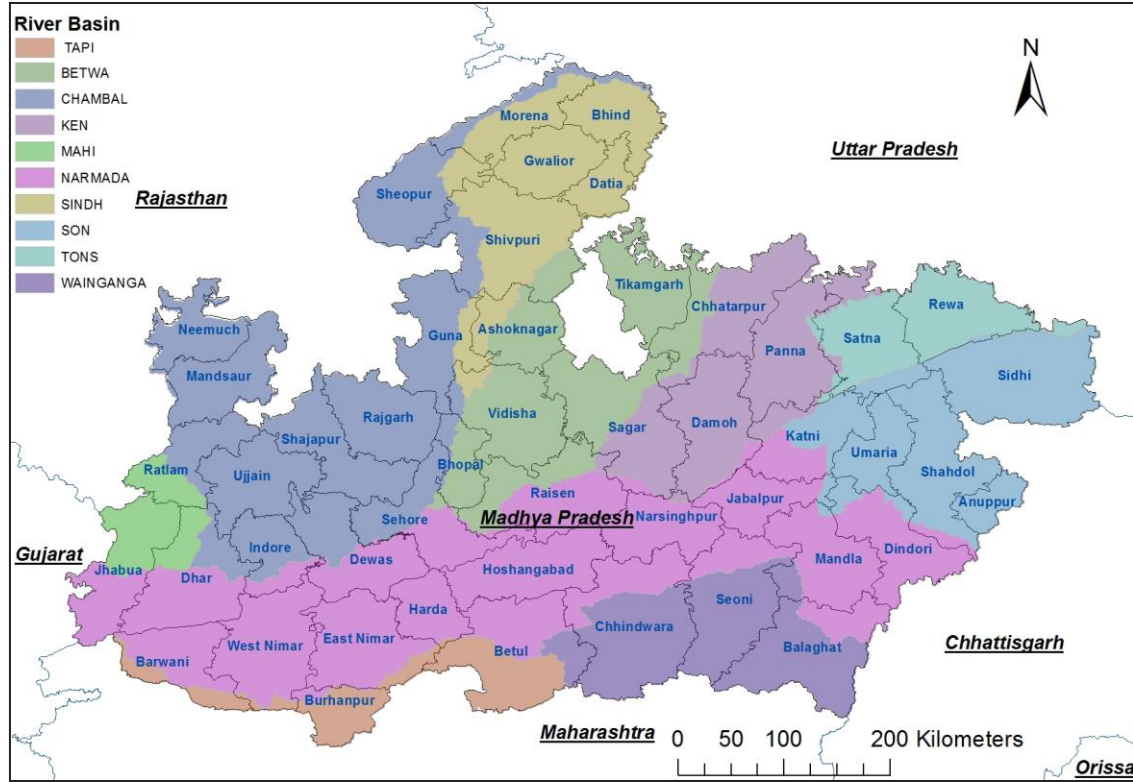 River Basin
TAPI
BETWA
CHAMBAL
KEN
MAHI
NARMADA
SINDH
SON
TONS
WAINGANGA
N
Uttar Pradesh
Rajasthan
Morena
Bhind
Gwalior
Datia
Sheopur
Shivpuri
Tikamgarh
Chhatarpur
Rewa
Neemuch
Guna
Ashoknagar
Satna
Panna
Mandsaur
Sidhi
Rajgarh
Vidisha
Shajapur
Sagar
Damoh
Katni
Ratlam
Ujjain
Bhopal
Umaria
Shahdol
Raisen
Jabalpur
Anuppur
Sehore
Madhya Pradesh
Narsinghpur
Indore
Gujarat
Dewas
Dindori
Jhabua
Dhar
Hoshangabad
Mandla
Harda
Seoni
West Nimar
East Nimar
Chhindwara
Betul
Balaghat
Chhattisgarh
Barwani
Burhanpur
Maharashtra
0 50 100 200 Kilometers
Orissa